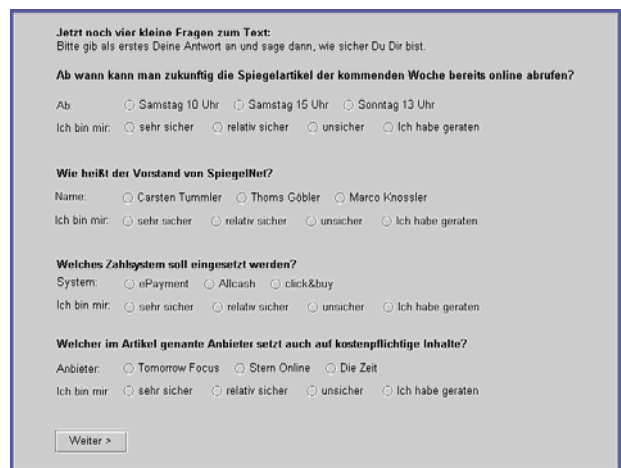 Jetzt noch vier kleine Fragen zum Text:
Bitte gib als erstes Deine Antwort an und sage dann, wie sicher Du Dir bist.
Ab wann kann man zukunftig die Spiegelartikel der kommenden Woche bereits online abrufen?
Ab: Samstag 10 Uhr Samstag 15 Uhr Sonntag 13 Uhr
Ich bin mir: sehr sicher relativ sicher unsicher Ich habe geraten
Wie heißt der Vorstand von SpiegelNet?
Name: Carsten Tummler Thoms Göbler Marco Knossler
Ich bin mir: sehr sicher relativ sicher unsicher Ich habe geraten
Welches Zahlsystem soll eingesetzt werden?
System: ePayment Allcash click&buy
Ich bin mir: sehr sicher relativ sicher unsicher Ich habe geraten
Welcher im Artikel genante Anbieter setzt auch auf kostenpflichtige Inhalte?
Anbieter: Tomorrow Focus Stern Online Die Zeit
Ich bin mir: sehr sicher relativ sicher unsicher Ich habe geraten
Weiter >